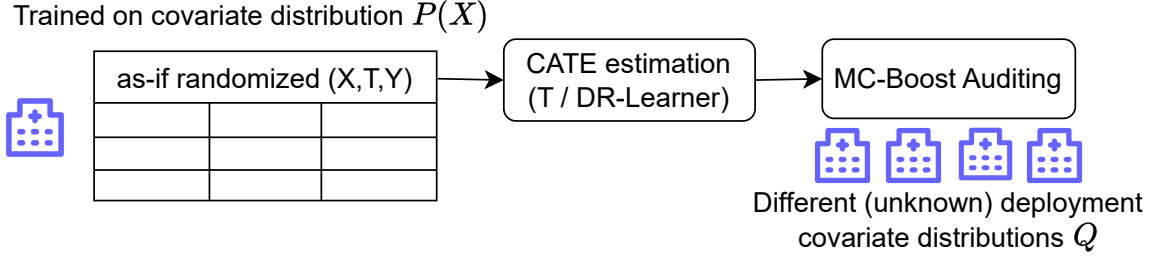 Trained on covariate distribution P(X)
as-if randomized (X,T,Y)
CATE estimation
(T / DR-Learner)
MC-Boost Auditing
Different (unknown) deployment
covariate distributions Q